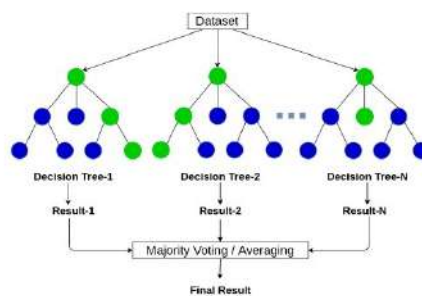 Dataset
Decision Tree-1 Decision Tree-2 Decision Tree-N
Result-1 Result-2 Result-N
Majority Voting / Averaging
Final Result